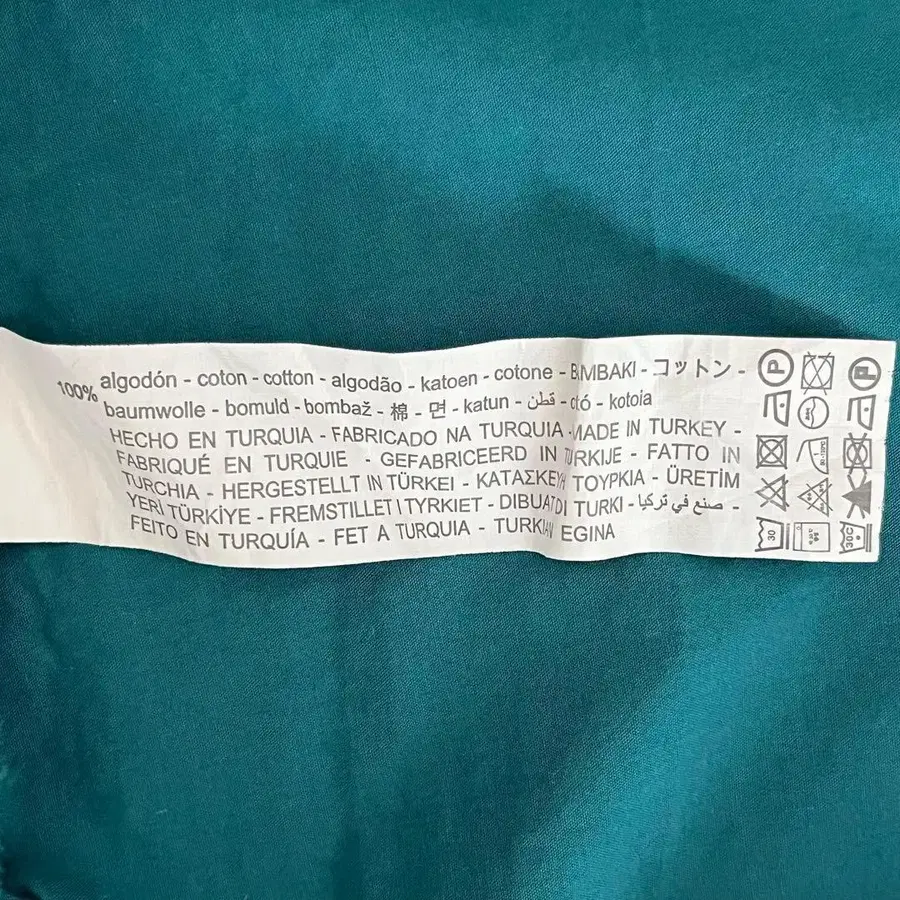 100% algodón - coton - cotton - algodão - katoen - cotone - BAMBAKI - コットン -
baumwolle - bomuld - bombaž - 棉 - 면 - katun - قطن - cotó - kotoia
HECHO EN TURQUIA - FABRICADO NA TURQUIA - MADE IN TURKEY -
FABRIQUÉ EN TURQUIE - GEFABRICEERD IN TURKIJE - FATTO IN
TURCHIA - HERGESTELLT IN TÜRKEI - ΚΑΤΑΣΚΕΥΗ ΤΟΥΡΚΙΑ - ÜRETİM
YERİ TÜRKİYE - FREMSTILLET I TYRKIET - DIBUAT DI TURKI - صنع في تركيا -
FEITO EN TURQUÍA - FET A TURQUIA - TURKIAN EGINA
P P
30 30C